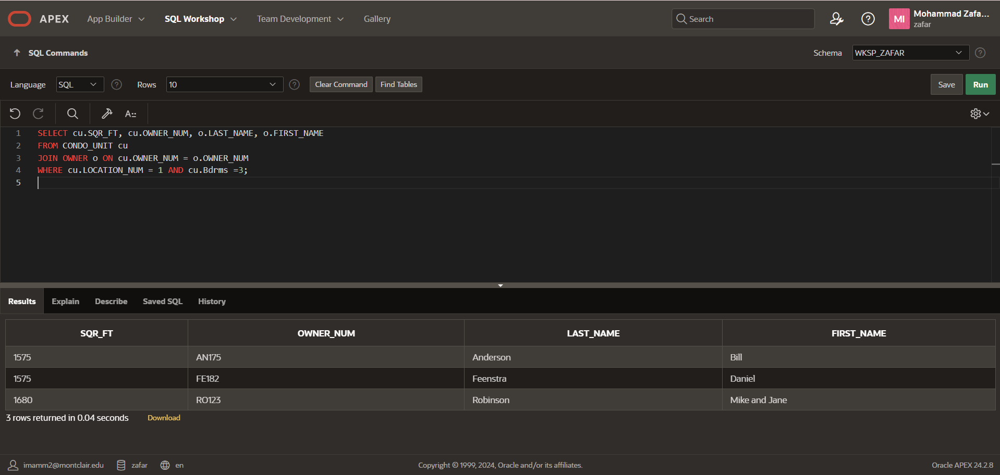 APEX App Builder SQL Workshop Team Development Gallery Search MI Mohammad Zafa...
zafar
SQL Commands Schema WKSP_ZAFAR
Language SQL Rows 10 Clear Command Find Tables Save Run
A
1 SELECT cu.SQR_FT, cu.OWNER_NUM, o.LAST_NAME, o.FIRST_NAME
2 FROM CONDO_UNIT cu
3 JOIN OWNER o ON cu.OWNER_NUM = o.OWNER_NUM
4 WHERE cu.LOCATION_NUM = 1 AND cu.Bdrms =3;
5
Results Explain Describe Saved SQL History
SQR_FT OWNER_NUM LAST_NAME FIRST_NAME
1575 AN175 Anderson Bill
1575 FE182 Feenstra Daniel
1680 RO123 Robinson Mike and Jane
3 rows returned in 0.04 seconds Download
imamm2@montclair.edu zafar en Copyright © 1999, 2024, Oracle and/or its affiliates. Oracle APEX 24.2.8